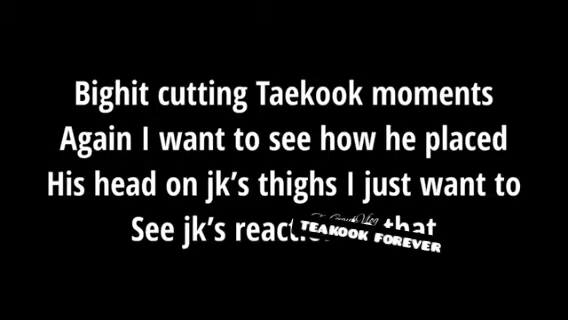 Bighit cutting Taekook moments
Again I want to see how he placed
His head on jk's thighs I just want to
See jk's that
TEAKOOK FOREVER